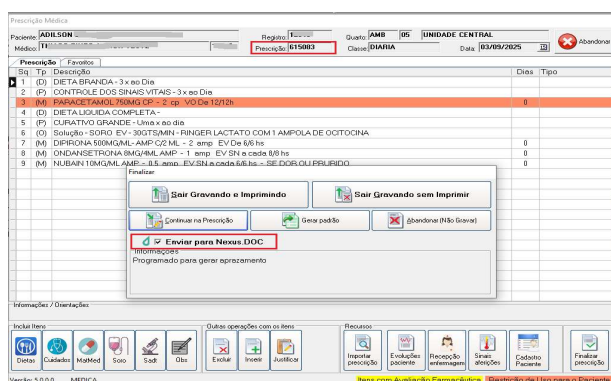 Prescrição Médica
Paciente: ADILSON Registro: Quarto: AMB 05 UNIDADE CENTRAL
Médico: Prescrição: 615083 Classe: DIARIA Data: 03/09/2025 Abandonar
Prescrição Favoritos
Sq Tp Descrição Dias Tipo
1 (D) DIETA BRANDA - 3 x ao Dia
2 (P) CONTROLE DOS SINAIS VITAIS - 3 x ao Dia
3 (M) PARACETAMOL 750MG CP - 2 cp VO De 12/12h 0
4 (D) DIETA LIQUIDA COMPLETA -
5 (P) CURATIVO GRANDE - Uma x ao dia
6 (O) Solução - SORO EV - 30GTS/MIN - RINGER LACTATO COM 1 AMPOLA DE OCITOCINA
7 (M) DIPIRONA 500MG/ML- AMP C/2 ML - 2 amp EV De 6/6 hs 0
8 (M) ONDANSETRONA 8MG/4ML AMP - 1 amp EV SN a cada 8/8 hs 0
9 (M) NUBAIN 10MG/ML AMP - 0.5 amp EV SN a cada 6/6 hs - SE DOR OU PRURIDO 0
Finalizar
Sair Gravando e Imprimindo Sair Gravando sem Imprimir
Continuar na Prescrição Gerar padrão Abandonar (Não Gravar)
Enviar para Nexus.DOC
Informações
Programado para gerar aprazamento
Informações / Orientações
Incluir Itens Outras operações com os itens Recursos
Dietas Cuidados MatMed Soro Sadt Obs Excluir Inserir Justificar Importar prescrição Evoluções paciente Recepção enfermagem Sinais aferições Cadastro Paciente Finalizar prescrição
Versão: 5.0.0.0 MEDICA Itens com Avaliação Farmacêutica Restrição de Uso para o Paciente